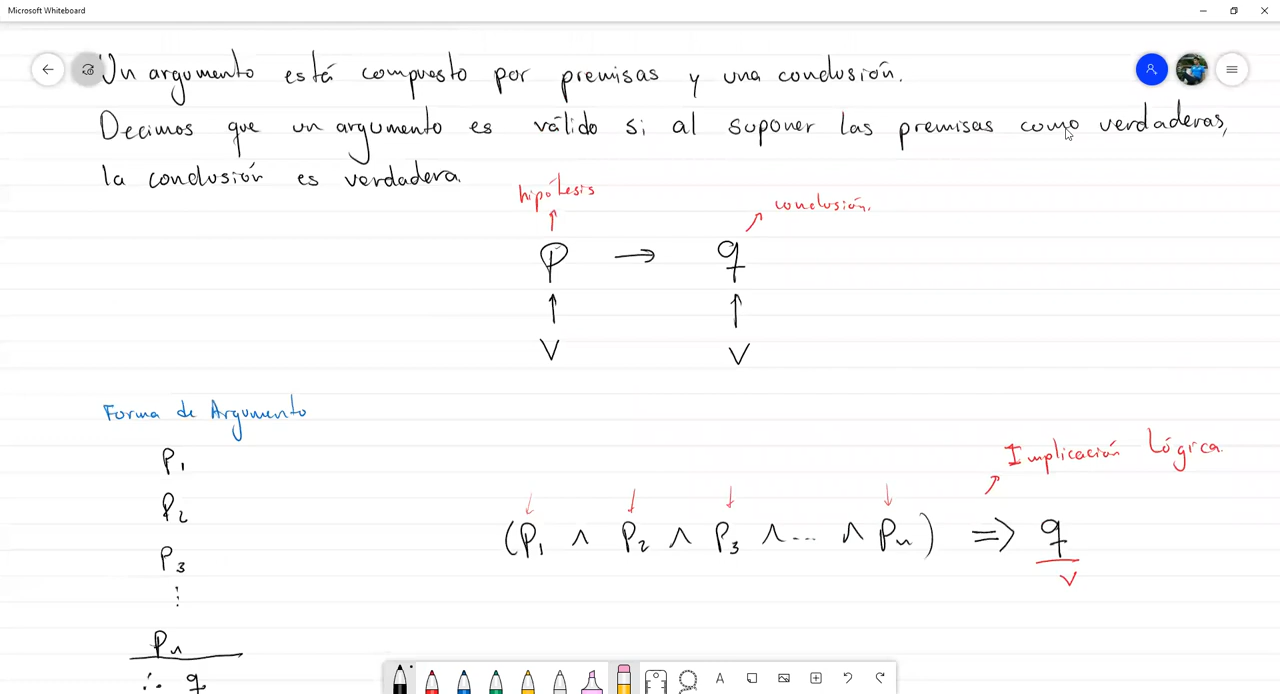 Microsoft Whiteboard
Un argumento está compuesto por premisas y una conclusión.
Decimos que un argumento es válido si al suponer las premisas como verdaderas,
la conclusión es verdadera.
hipótesis
conclusión.
p → q
V V
Forma de Argumento
P₁
P₂
P₃
⋮
Pₙ
∴ q
Implicación Lógica
(P₁ ∧ P₂ ∧ P₃ ∧ ... ∧ Pₙ) => q
V
A